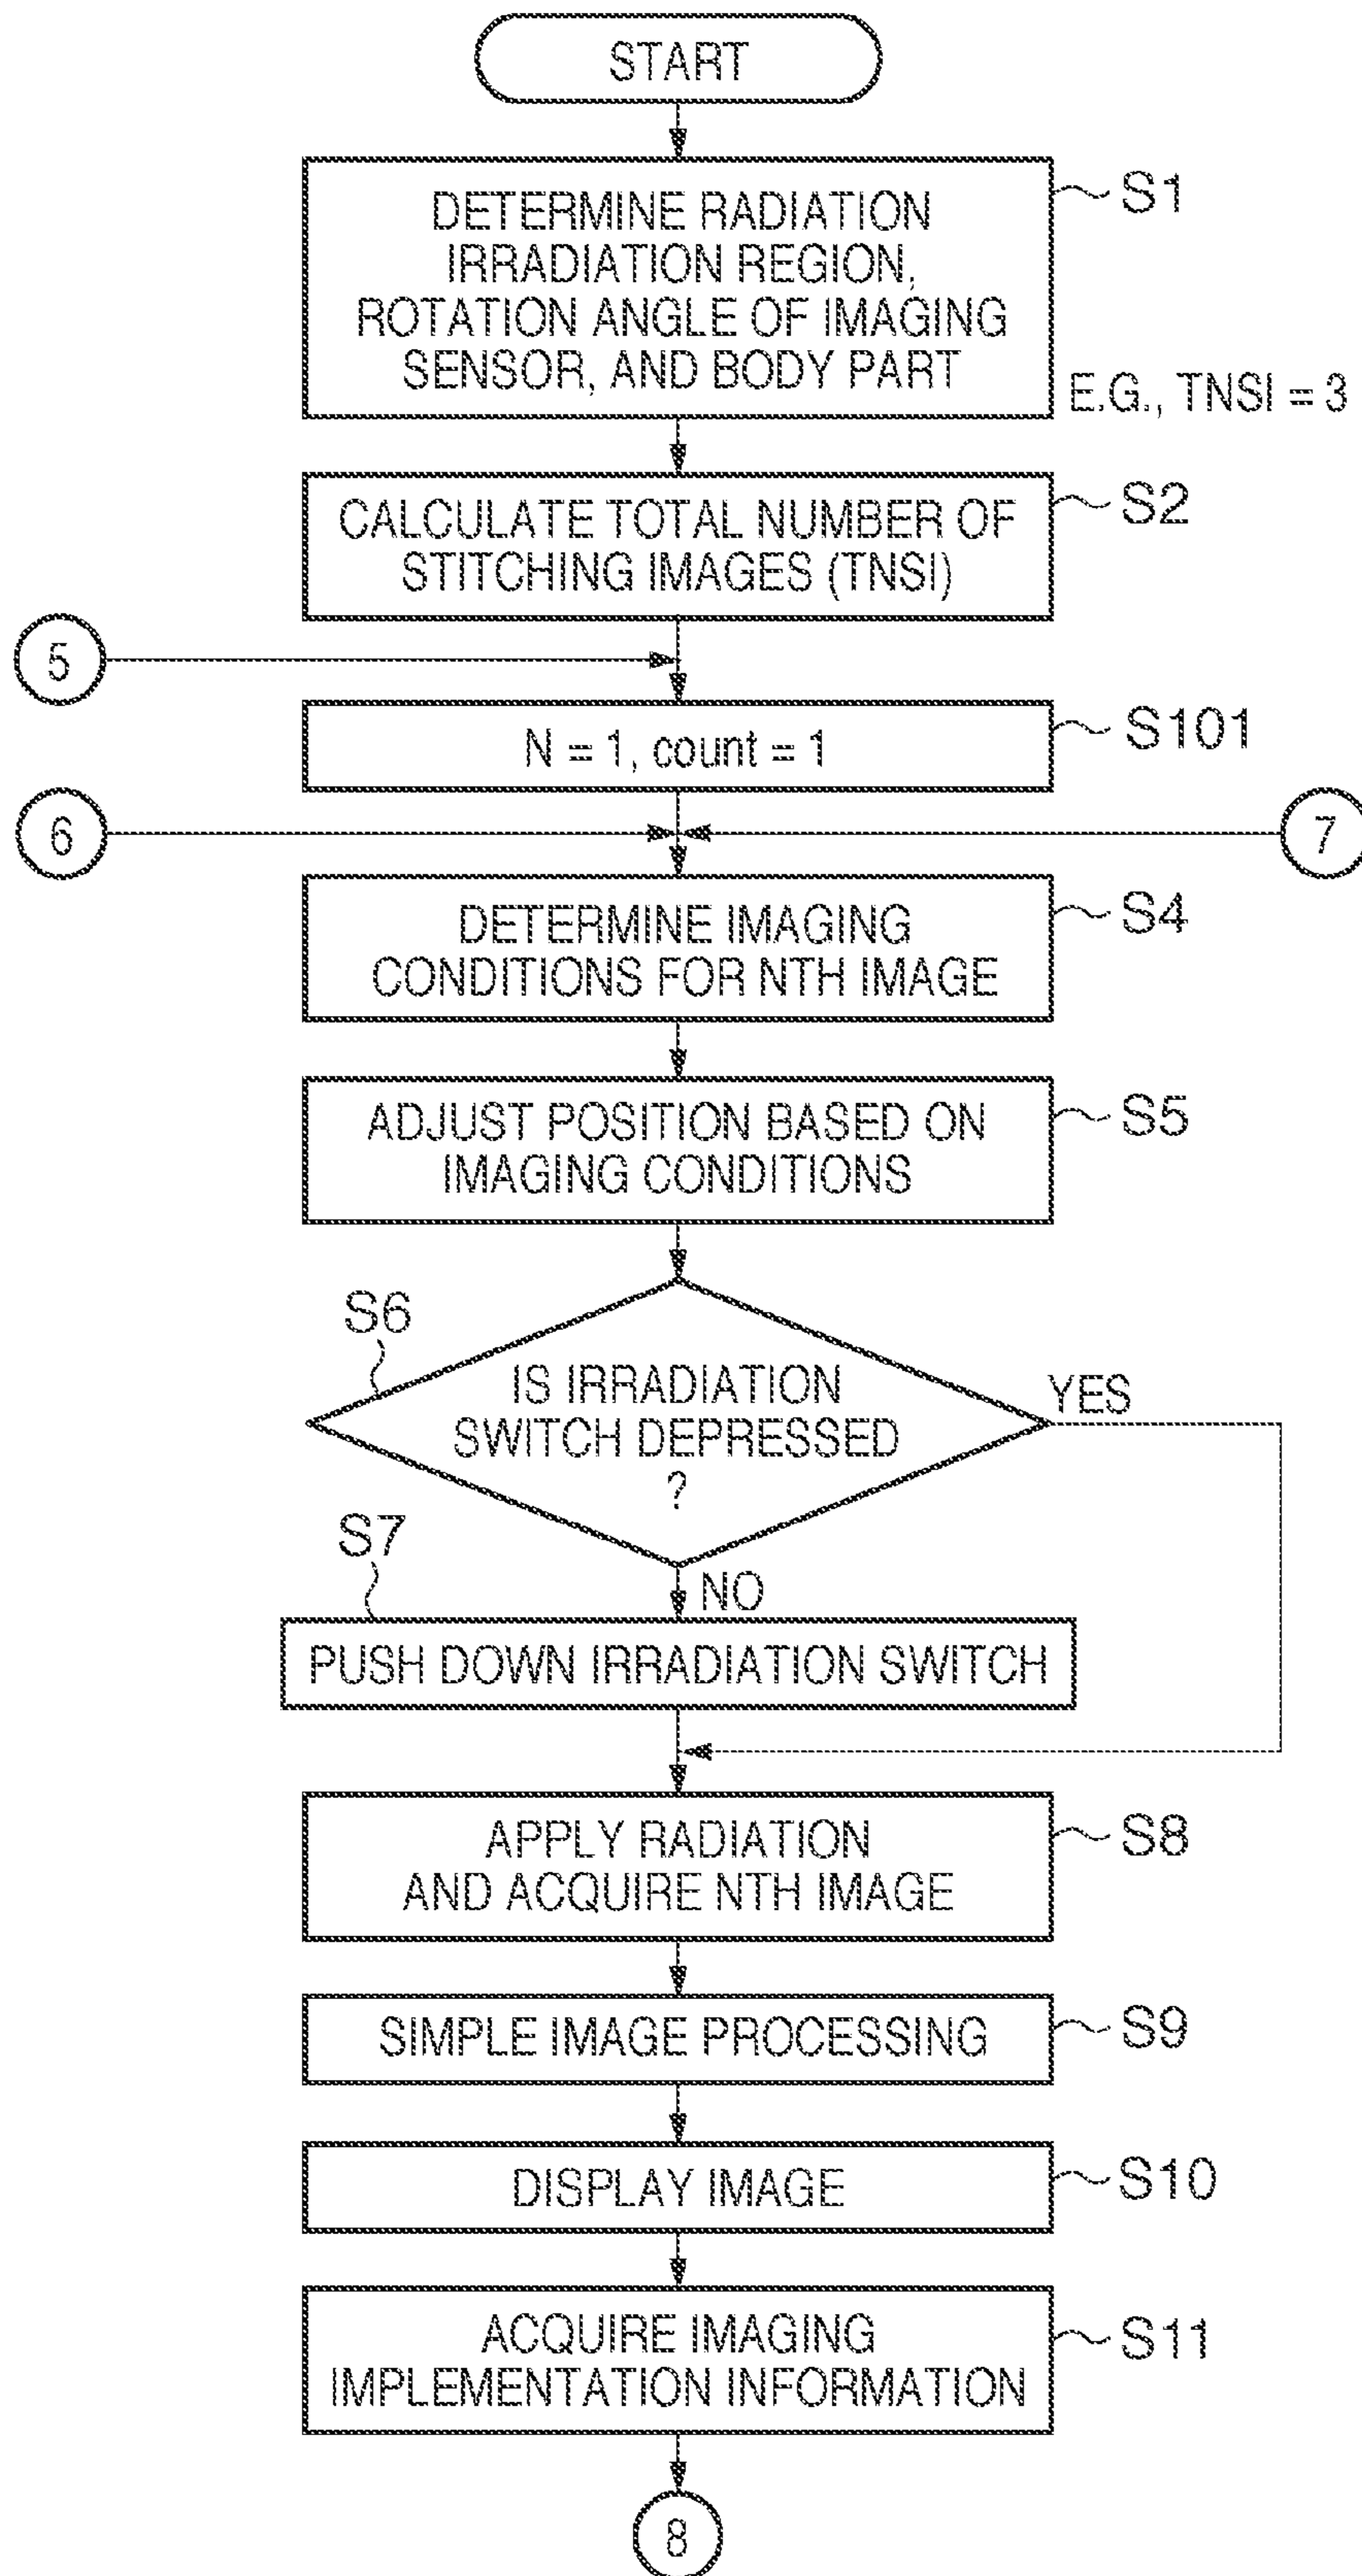 START
DETERMINE RADIATION
IRRADIATION REGION,
ROTATION ANGLE OF IMAGING
SENSOR, AND BODY PART
S1
E.G., TNSI = 3
CALCULATE TOTAL NUMBER OF
STITCHING IMAGES (TNSI)
S2
5
N = 1, count = 1
S101
6
7
DETERMINE IMAGING
CONDITIONS FOR NTH IMAGE
S4
ADJUST POSITION BASED ON
IMAGING CONDITIONS
S5
S6
IS IRRADIATION
SWITCH DEPRESSED
?
YES
S7
NO
PUSH DOWN IRRADIATION SWITCH
APPLY RADIATION
AND ACQUIRE NTH IMAGE
S8
SIMPLE IMAGE PROCESSING
S9
DISPLAY IMAGE
S10
ACQUIRE IMAGING
IMPLEMENTATION INFORMATION
S11
8